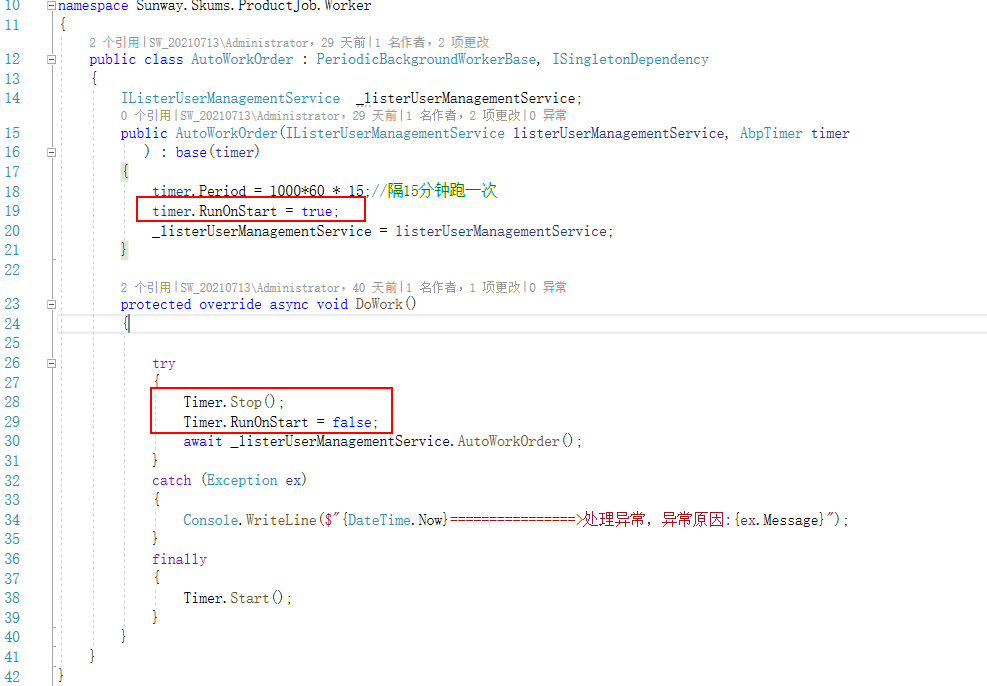 10 namespace Sunway.Skums.ProductJob.Worker
11 {
2 个引用|SW_20210713\Administrator，29 天前|1 名作者，2 项更改
12 public class AutoWorkOrder : PeriodicBackgroundWorkerBase, ISingletonDependency
13 {
14 IListerUserManagementService _listerUserManagementService;
0 个引用|SW_20210713\Administrator，29 天前|1 名作者，2 项更改|0 异常
15 public AutoWorkOrder(IListerUserManagementService listerUserManagementService, AbpTimer timer
16 ) : base(timer)
17 {
18 timer.Period = 1000*60 * 15;//隔15分钟跑一次
19 timer.RunOnStart = true;
20 _listerUserManagementService = listerUserManagementService;
21 }
22
2 个引用|SW_20210713\Administrator，40 天前|1 名作者，1 项更改|0 异常
23 protected override async void DoWork()
24 {
25
26 try
27 {
28 Timer.Stop();
29 Timer.RunOnStart = false;
30 await _listerUserManagementService.AutoWorkOrder();
31 }
32 catch (Exception ex)
33 {
34 Console.WriteLine($"{DateTime.Now}================>处理异常，异常原因:{ex.Message}");
35 }
36 finally
37 {
38 Timer.Start();
39 }
40 }
41 }
42 }